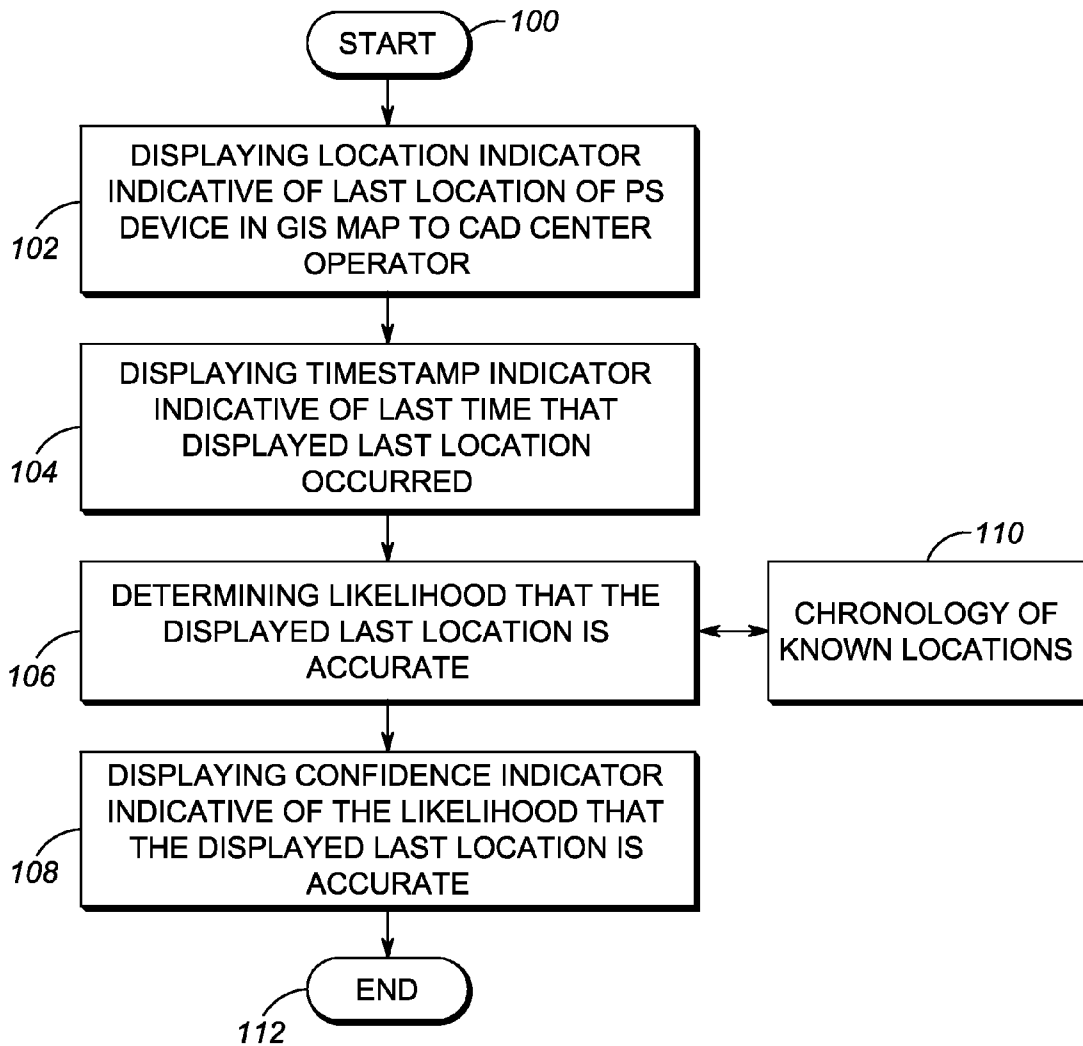 100
START
DISPLAYING LOCATION INDICATOR
INDICATIVE OF LAST LOCATION OF PS
DEVICE IN GIS MAP TO CAD CENTER
OPERATOR
102
DISPLAYING TIMESTAMP INDICATOR
INDICATIVE OF LAST TIME THAT
DISPLAYED LAST LOCATION
OCCURRED
104
DETERMINING LIKELIHOOD THAT THE
DISPLAYED LAST LOCATION IS
ACCURATE
106
110
CHRONOLOGY OF
KNOWN LOCATIONS
DISPLAYING CONFIDENCE INDICATOR
INDICATIVE OF THE LIKELIHOOD THAT
THE DISPLAYED LAST LOCATION IS
ACCURATE
108
END
112